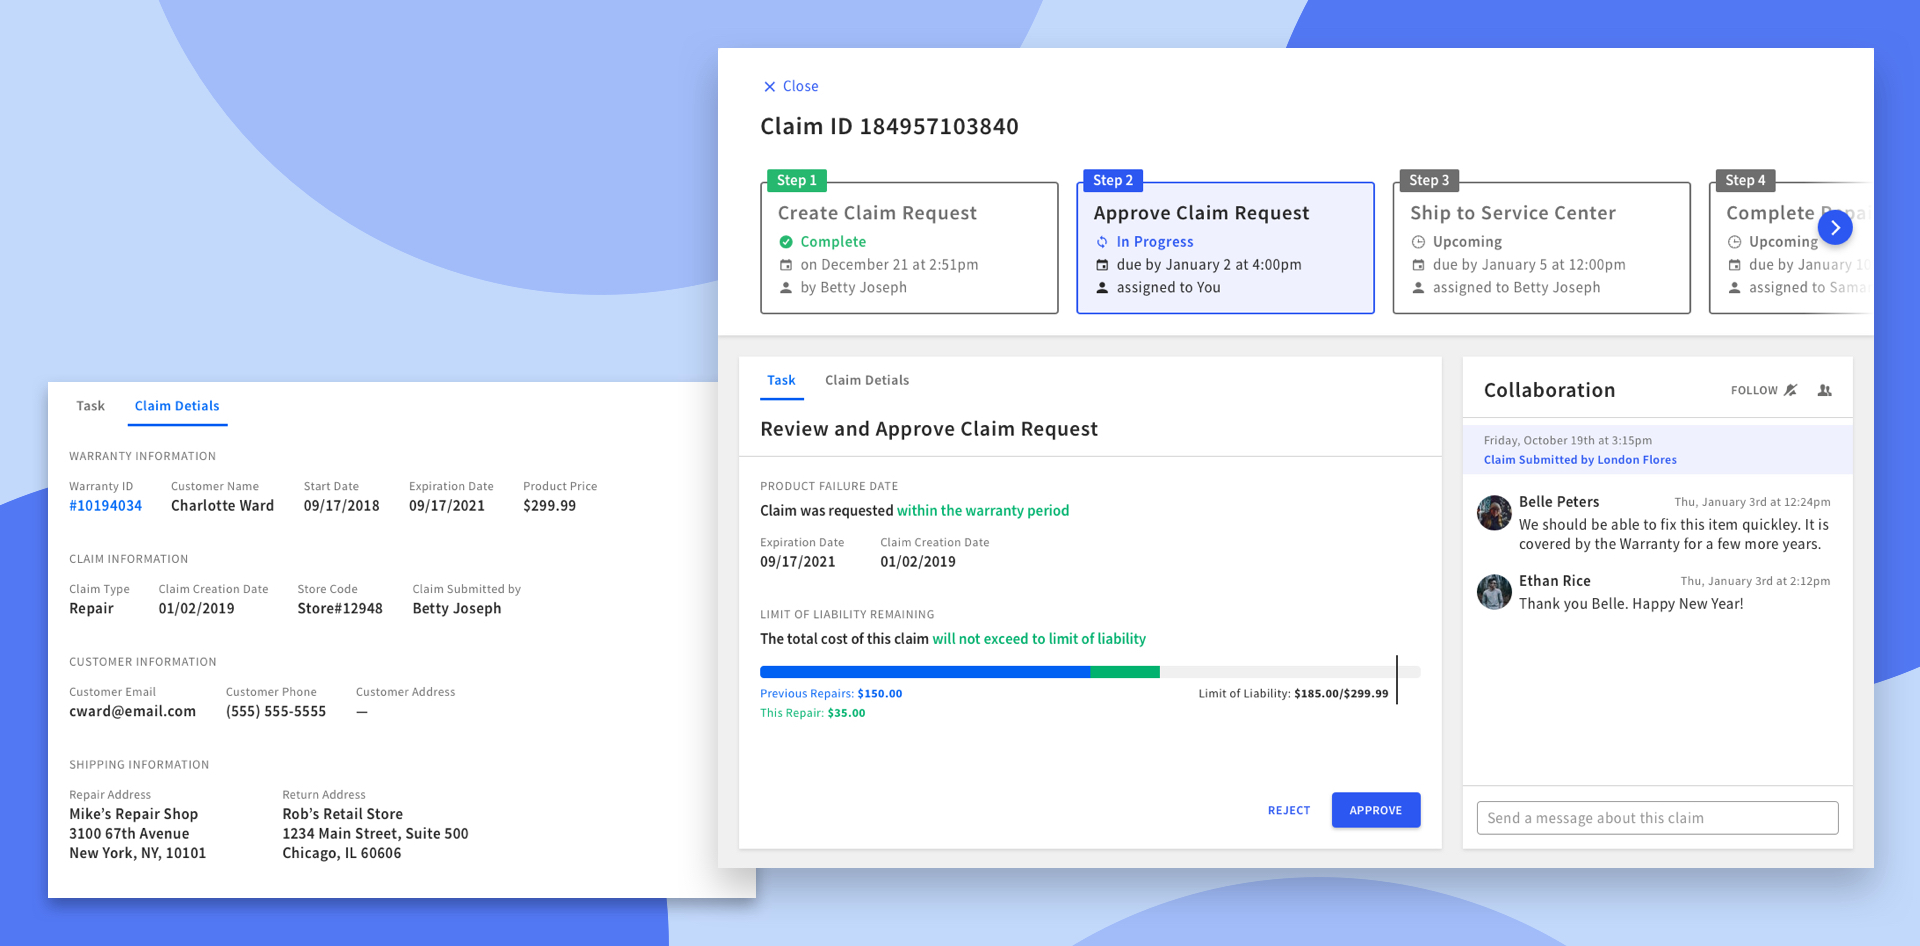 Task
Claim Detials
WARRANTY INFORMATION
Warranty ID
#10194034
Customer Name
Charlotte Ward
Start Date
09/17/2018
Expiration Date
09/17/2021
Product Price
$299.99
CLAIM INFORMATION
Claim Type
Repair
Claim Creation Date
01/02/2019
Store Code
Store#12948
Claim Submitted by
Betty Joseph
CUSTOMER INFORMATION
Customer Email
cward@email.com
Customer Phone
(555) 555-5555
Customer Address
—
SHIPPING INFORMATION
Repair Address
Mike’s Repair Shop
3100 67th Avenue
New York, NY, 10101
Return Address
Rob’s Retail Store
1234 Main Street, Suite 500
Chicago, IL 60606
Close
Claim ID 184957103840
Step 1
Create Claim Request
Complete
on December 21 at 2:51pm
by Betty Joseph
Step 2
Approve Claim Request
In Progress
due by January 2 at 4:00pm
assigned to You
Step 3
Ship to Service Center
Upcoming
due by January 5 at 12:00pm
assigned to Betty Joseph
Step 4
Complete
Upcoming
due by January 10
assigned to
Task
Claim Detials
Review and Approve Claim Request
PRODUCT FAILURE DATE
Claim was requested within the warranty period
Expiration Date
09/17/2021
Claim Creation Date
01/02/2019
LIMIT OF LIABILITY REMAINING
The total cost of this claim will not exceed to limit of liability
Previous Repairs: $150.00
This Repair: $35.00
Limit of Liability: $185.00/$299.99
REJECT
APPROVE
Collaboration
FOLLOW
Friday, October 19th at 3:15pm
Claim Submitted by London Flores
Belle Peters
Thu, January 3rd at 12:24pm
We should be able to fix this item quickley. It is
covered by the Warranty for a few more years.
Ethan Rice
Thu, January 3rd at 2:12pm
Thank you Belle. Happy New Year!
Send a message about this claim